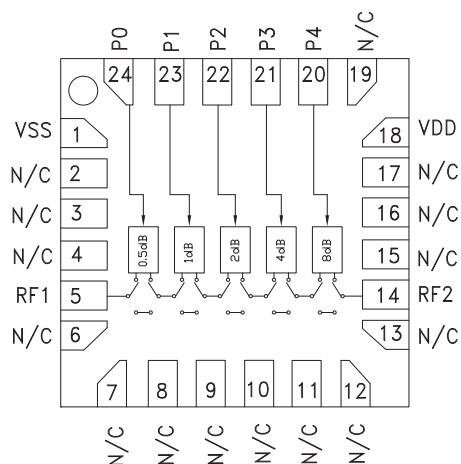 P0 P1 P2 P3 P4 N/C
24 23 22 21 20 19
VSS 1 18 VDD
N/C 2 17 N/C
N/C 3 16 N/C
N/C 4 0.5dB 1dB 2dB 4dB 8dB 15 N/C
RF1 5 14 RF2
N/C 6 13 N/C
7 8 9 10 11 12
N/C N/C N/C N/C N/C N/C